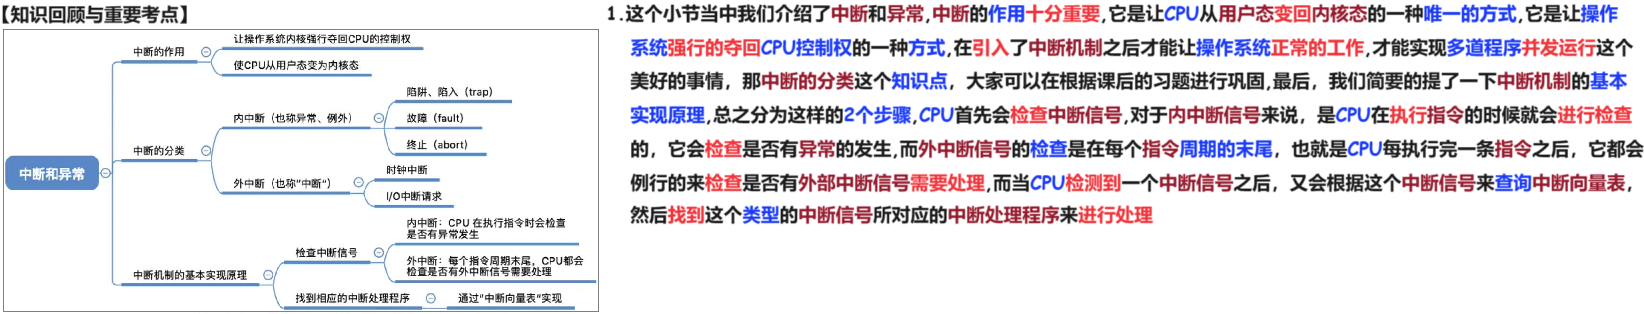 【知识回顾与重要考点】
中断和异常
中断的作用
让操作系统内核强行夺回CPU的控制权
使CPU从用户态变为内核态
中断的分类
内中断（也称异常、例外）
陷阱、陷入（trap）
故障（fault）
终止（abort）
外中断（也称"中断"）
时钟中断
I/O中断请求
中断机制的基本实现原理
检查中断信号
内中断：CPU 在执行指令时会检查
是否有异常发生
外中断：每个指令周期末尾，CPU都会
检查是否有外中断信号需要处理
找到相应的中断处理程序
通过"中断向量表"实现
1.这个小节当中我们介绍了中断和异常,中断的作用十分重要,它是让CPU从用户态变回内核态的一种唯一的方式,它是让操作
系统强行的夺回CPU控制权的一种方式,在引入了中断机制之后才能让操作系统正常的工作,才能实现多道程序并发运行这个
美好的事情，那中断的分类这个知识点，大家可以在根据课后的习题进行巩固,最后，我们简要的提了一下中断机制的基本
实现原理,总之分为这样的2个步骤,CPU首先会检查中断信号,对于内中断信号来说，是CPU在执行指令的时候就会进行检查
的，它会检查是否有异常的发生,而外中断信号的检查是在每个指令周期的末尾，也就是CPU每执行完一条指令之后，它都会
例行的来检查是否有外部中断信号需要处理,而当CPU检测到一个中断信号之后，又会根据这个中断信号来查询中断向量表，
然后找到这个类型的中断信号所对应的中断处理程序来进行处理